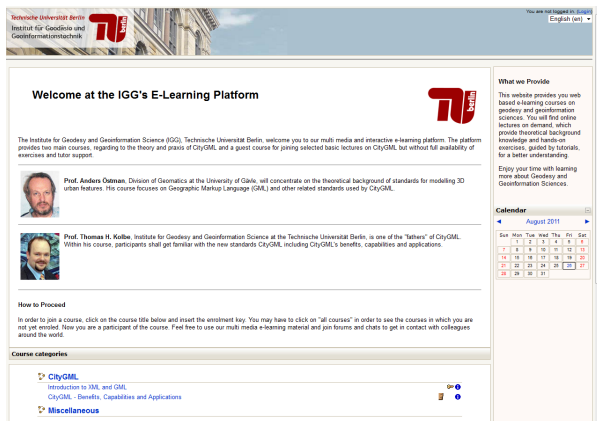 You are not logged in. (Login)
English (en)
Technische Universität Berlin
Institut für Geodäsie und
Geoinformationstechnik
berlin
Welcome at the IGG's E-Learning Platform
berlin
The Institute for Geodesy and Geoinformation Science (IGG), Technische Universität Berlin, welcome you to our multi media and interactive e-learning platform. The platform
provides two main courses, regarding to the theory and praxis of CityGML and a guest course for joining selected basic lectures on CityGML but without full availability of
exercises and tutor support.
Prof. Anders Östman, Division of Geomatics at the University of Gävle, will concentrate on the theoretical background of standards for modelling 3D
urban features. His course focuses on Geographic Markup Language (GML) and other related standards used by CityGML.
Prof. Thomas H. Kolbe, Institute for Geodesy and Geoinformation Science at the Technische Universität Berlin, is one of the "fathers" of CityGML.
Within his course, participants shall get familiar with the new standards CityGML including CityGML's benefits, capabilities and applications.
How to Proceed
In order to join a course, click on the course title below and insert the enrolment key. You may have to click on "all courses" in order to see the courses in which you are
not yet enroled. Now you are a participant of the course. Feel free to use our multi media e-learning material and join forums and chats to get in contact with colleagues
around the world.
Course categories
CityGML
Introduction to XML and GML
CityGML - Benefits, Capabilities and Applications
Miscellaneous
What we Provide
This website provides you web
based e-learning courses on
geodesy and geoinformation
sciences. You will find online
lectures on demand, which
provide theoretical background
knowledge and hands-on
exercises, guided by tutorials,
for a better understanding.
Enjoy your time with learning
more about Geodesy and
Geoinformation Sciences.
Calendar
August 2011
Sun Mon Tue Wed Thu Fri Sat
1 2 3 4 5 6
7 8 9 10 11 12 13
14 15 16 17 18 19 20
21 22 23 24 25 26 27
28 29 30 31